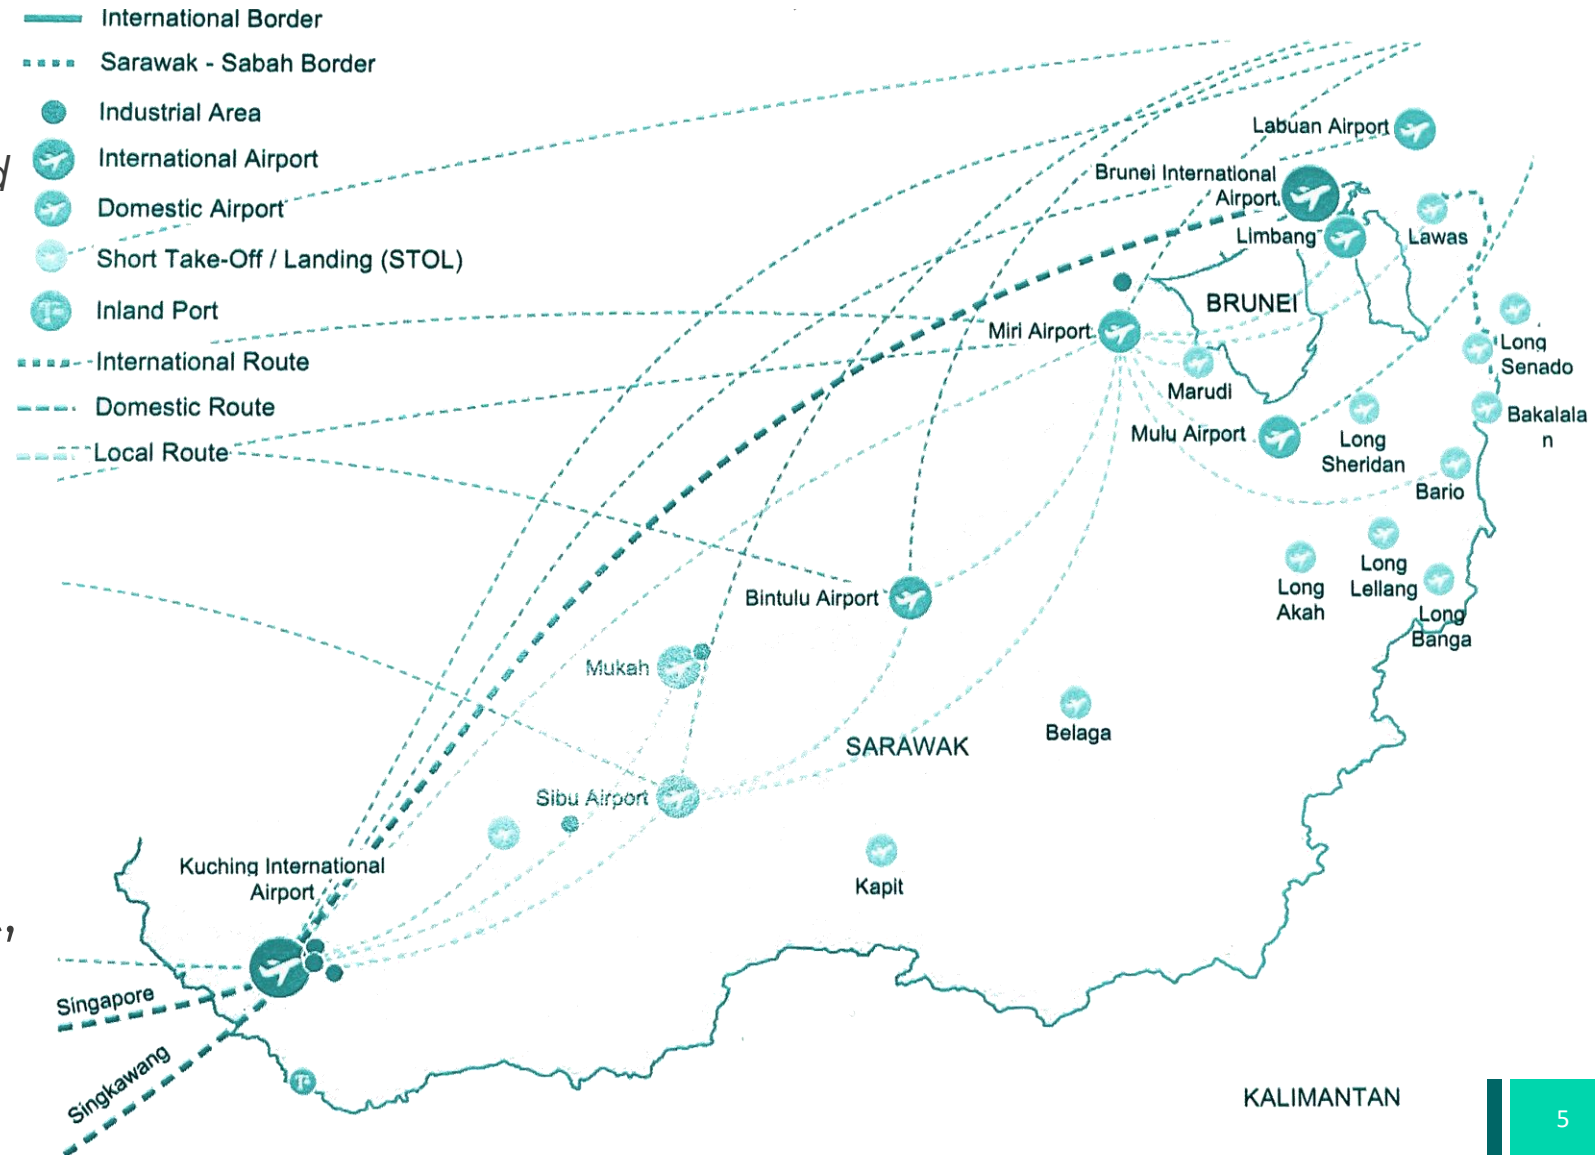 International Border
Sarawak - Sabah Border
Industrial Area
International Airport
Domestic Airport
Short Take-Off / Landing (STOL)
Inland Port
International Route
Domestic Route
Local Route
d
,
Labuan Airport
Brunei International
Airport
Limbang
Lawas
BRUNEI
Miri Airport
Marudi
Long
Senado
Mulu Airport
Long
Sheridan
Bakalala
n
Bario
Long
Akah
Long
Lellang
Long
Banga
Bintulu Airport
Mukah
Belaga
SARAWAK
Sibu Airport
Kapit
Kuching International
Airport
Singapore
Singkawang
KALIMANTAN
5